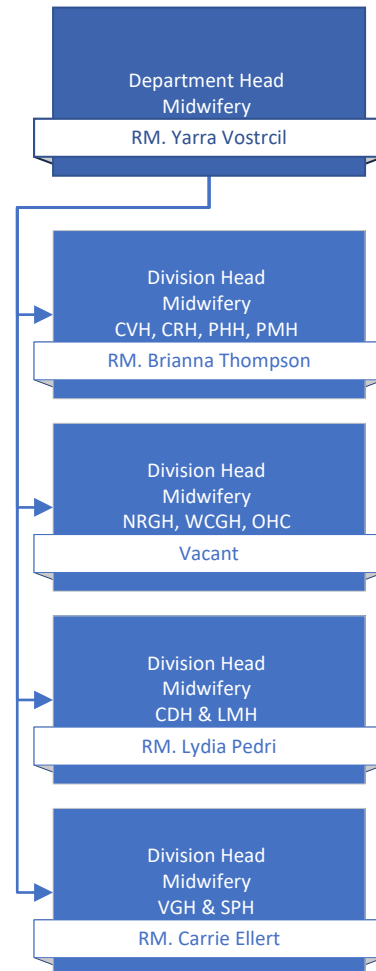 Department Head
Midwifery
RM. Yarra Vostrcil
Division Head
Midwifery
CVH, CRH, PHH, PMH
RM. Brianna Thompson
Division Head
Midwifery
NRGH, WCGH, OHC
Vacant
Division Head
Midwifery
CDH & LMH
RM. Lydia Pedri
Division Head
Midwifery
VGH & SPH
RM. Carrie Ellert